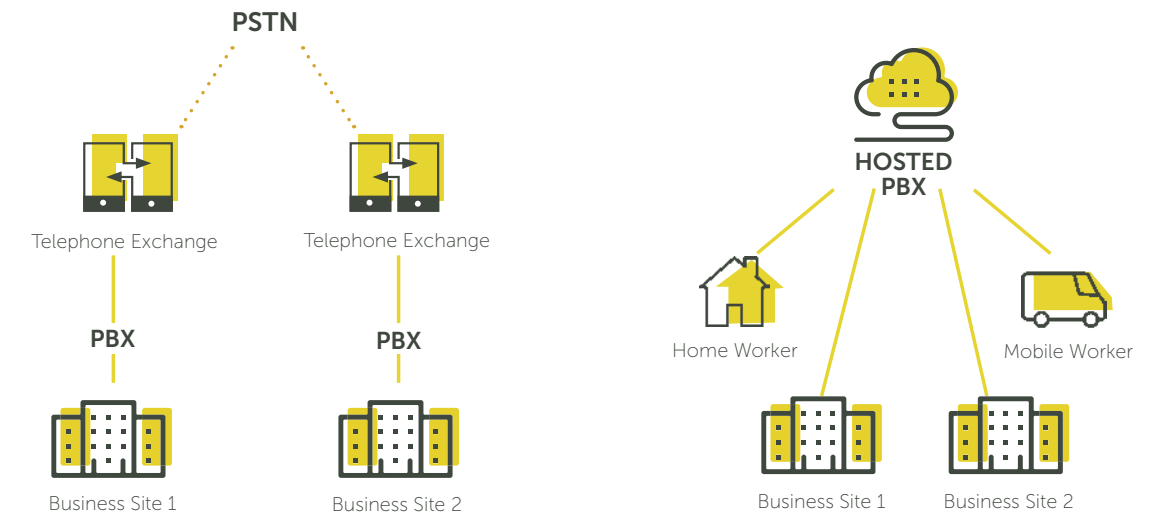 PSTN
Telephone Exchange
Telephone Exchange
PBX
PBX
Business Site 1
Business Site 2
HOSTED
PBX
Home Worker
Mobile Worker
Business Site 1
Business Site 2